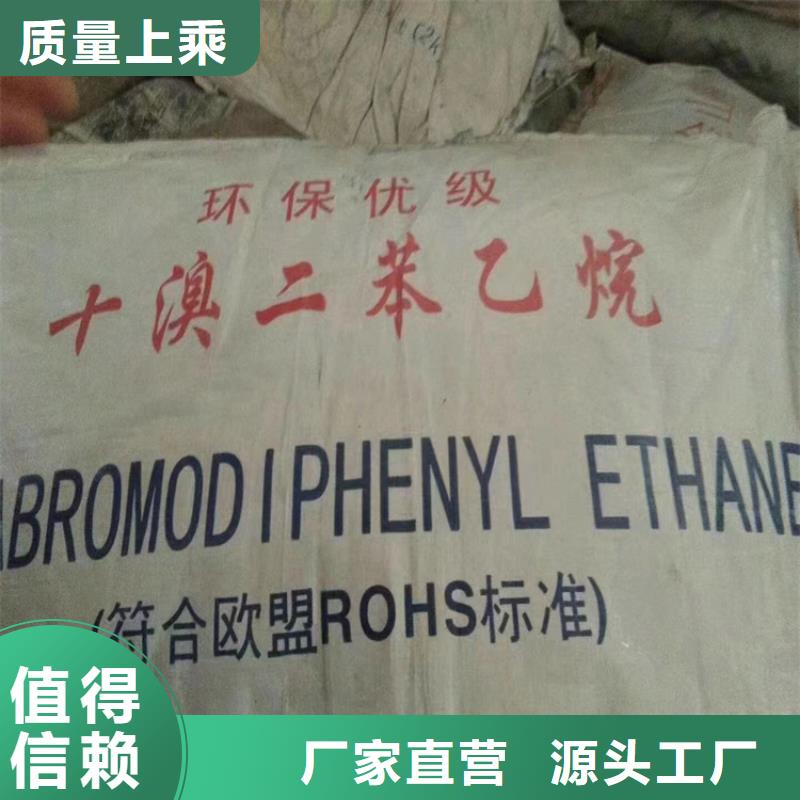 质量上乘
环保优级
十溴二苯乙烷
ABROMODIPHENYL ETHANE
(符合欧盟ROHS标准)
值得
信赖
厂家直营 源头工厂